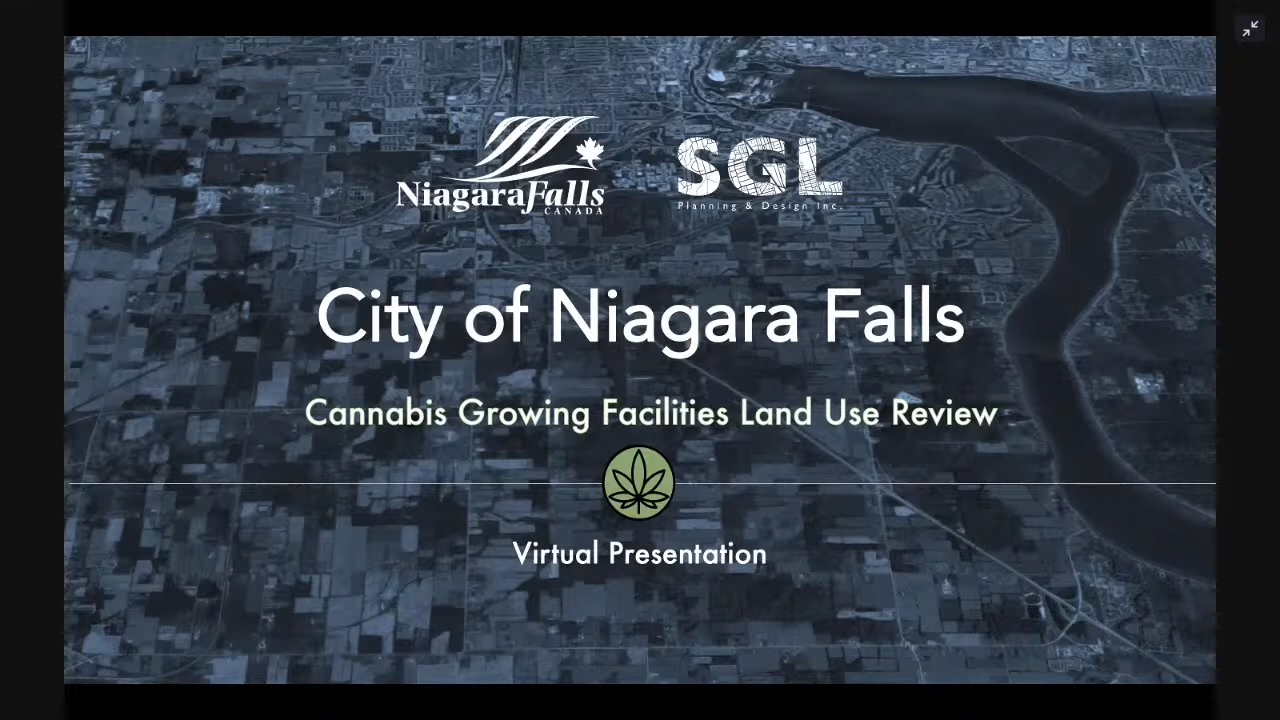 NiagaraFalls
CANADA
SGL
Planning & Design Inc.
City of Niagara Falls
Cannabis Growing Facilities Land Use Review
Virtual Presentation